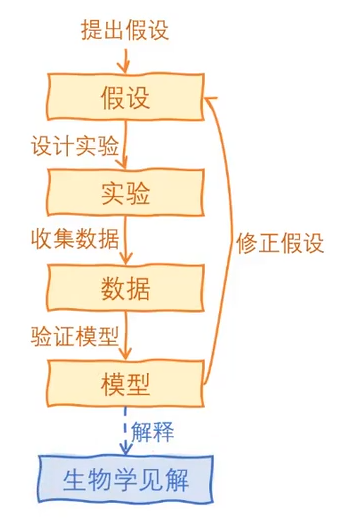 提出假设
假设
设计实验
实验
收集数据
修正假设
数据
验证模型
模型
解释
生物学见解